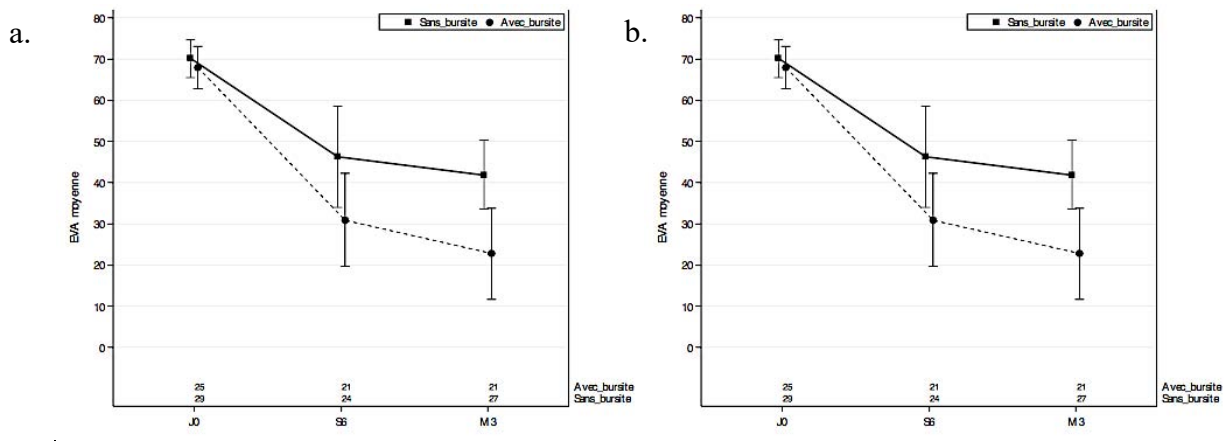 a.
Sans_bursite Avec_bursite
80
70
60
50
40
30
20
10
0
EVA moyenne
25 21 21 Avec_bursite
29 24 27 Sans_bursite
J0 S6 M3
b.
Sans_bursite Avec_bursite
80
70
60
50
40
30
20
10
0
EVA moyenne
25 21 21 Avec_bursite
29 24 27 Sans_bursite
J0 S6 M3